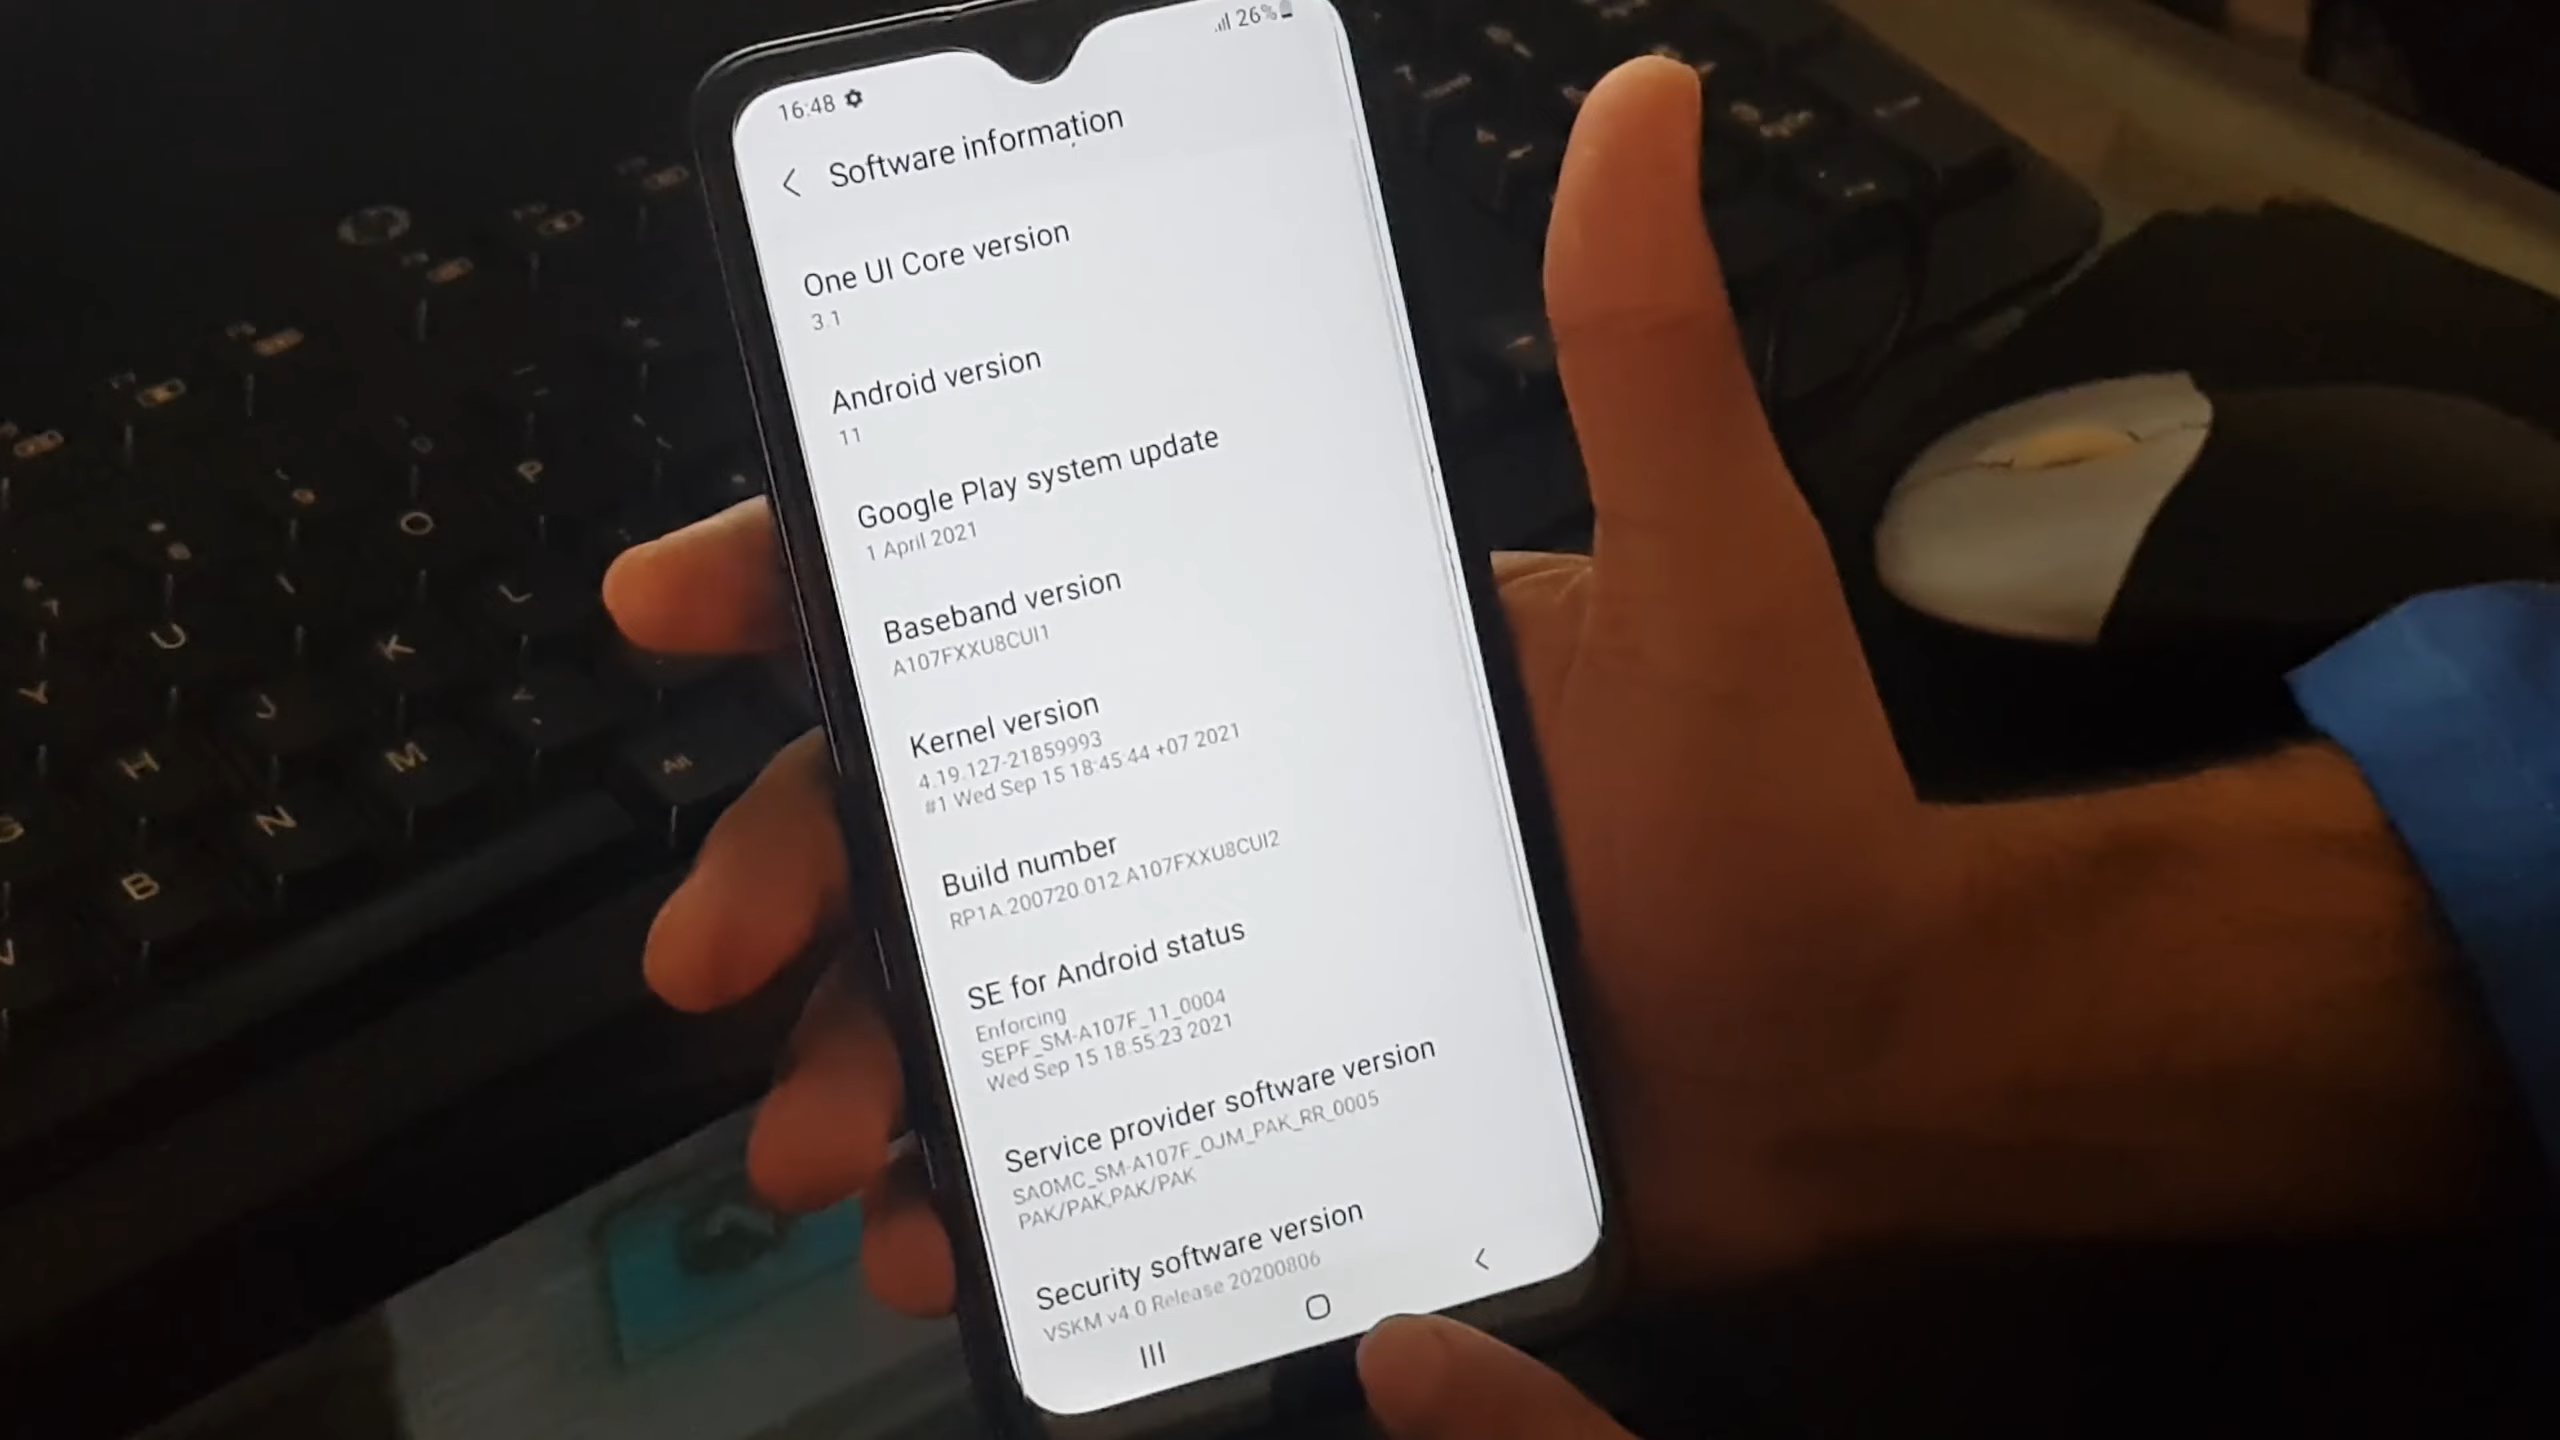 16:48
26%
Software information
One UI Core version
3.1
Android version
11
Google Play system update
1 April 2021
Baseband version
A107FXXU8CUI1
Kernel version
4.19.127-21859993
#1 Wed Sep 15 18:45:44 +07 2021
Build number
RP1A.200720.012.A107FXXU8CUI2
SE for Android status
Enforcing
SEPF_SM-A107F_11_0004
Wed Sep 15 18:55:23 2021
Service provider software version
SAOMC_SM-A107F_OJM_PAK_RR_0005
PAK/PAK,PAK/PAK
Security software version
VSKM v4.0 Release 20200806
P
O
L
U
K
Y
J
H
M
Alt
N
B